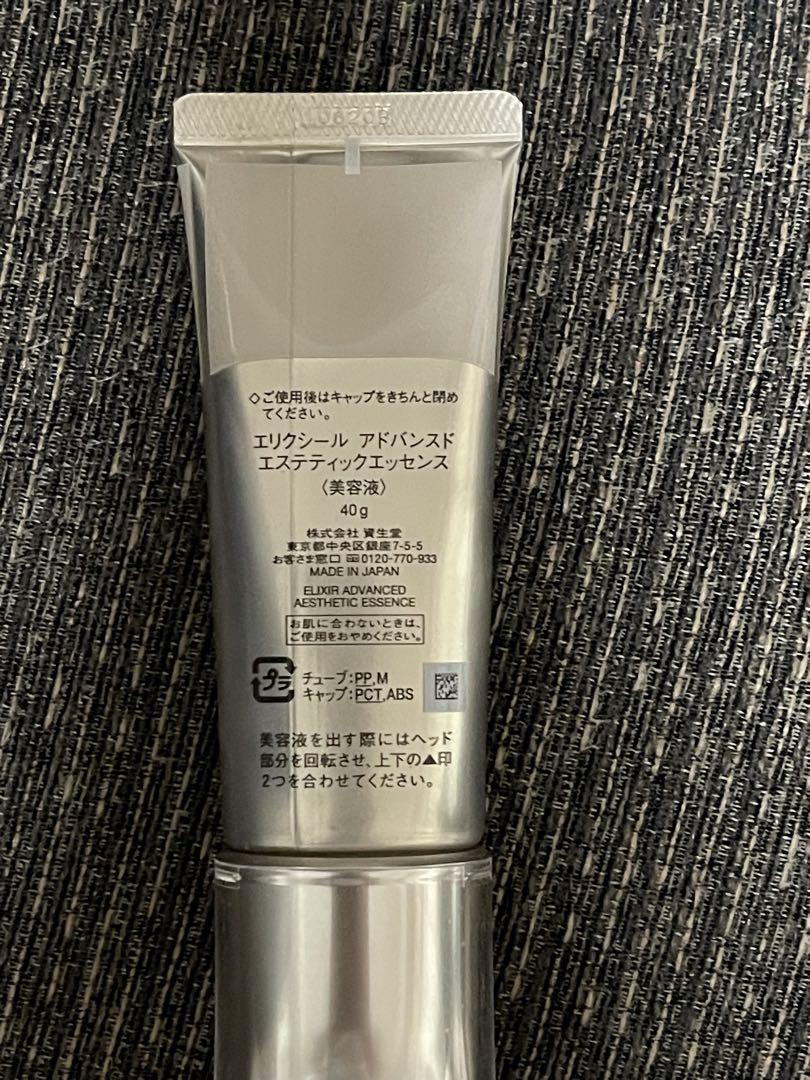 ◇ご使用後はキャップをきちんと閉め
てください。
エリクシール アドバンスド
エステティックエッセンス
〈美容液〉
40g
株式会社 資生堂
東京都中央区銀座7-5-5
お客さま窓口 0120-770-933
MADE IN JAPAN
ELIXIR ADVANCED
AESTHETIC ESSENCE
お肌に合わないときは、
ご使用をおやめください。
プラ
チューブ:PP,M
キャップ:PCT,ABS
美容液を出す際にはヘッド
部分を回転させ、上下の▲印
2つを合わせてください。